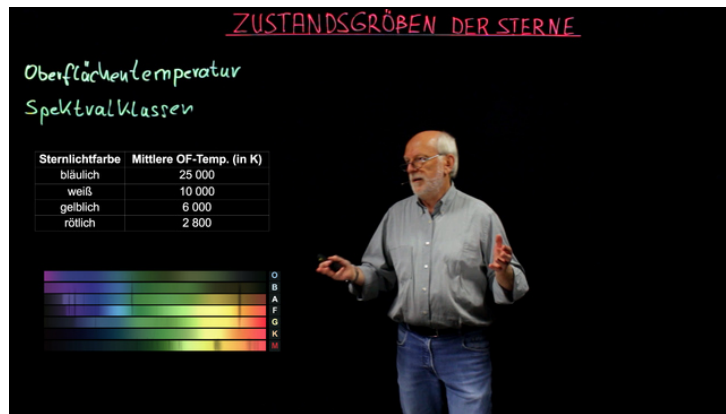 ZUSTANDSGRÖßEN DER STERNE
Oberflächentemperatur
Spektralklassen
Sternlichtfarbe Mittlere OF-Temp. (in K)
bläulich 25 000
weiß 10 000
gelblich 6 000
rötlich 2 800
O
B
A
F
G
K
M